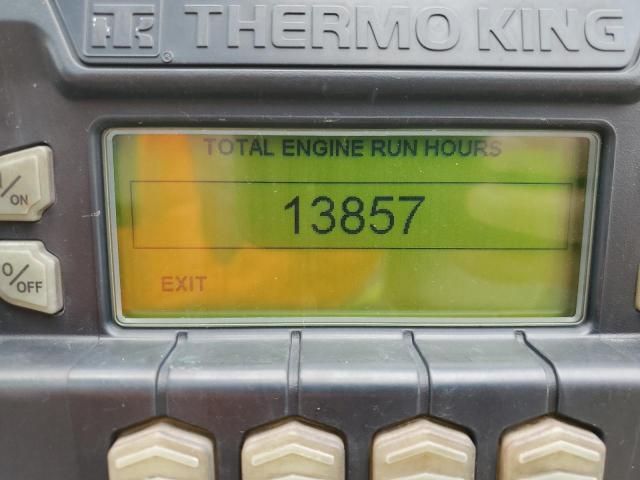 THERMO KING
TOTAL ENGINE RUN HOURS
I/ON
13857
O/OFF
EXIT